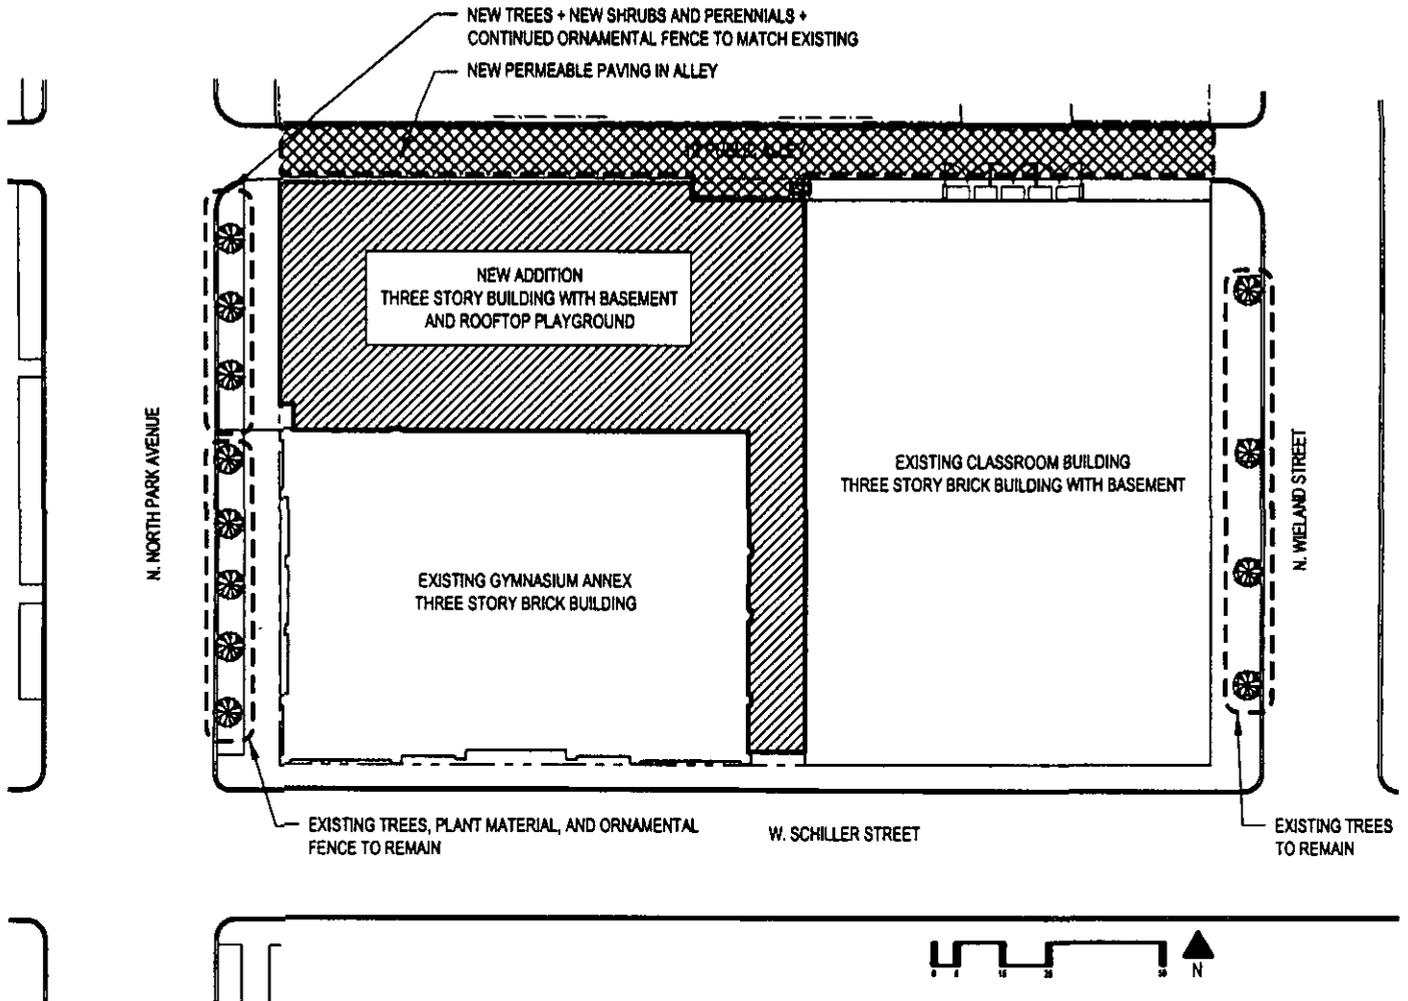 NEW TREES + NEW SHRUBS AND PERENNIALS +
CONTINUED ORNAMENTAL FENCE TO MATCH EXISTING
NEW PERMEABLE PAVING IN ALLEY
PUBLIC ALLEY
NEW ADDITION
THREE STORY BUILDING WITH BASEMENT
AND ROOFTOP PLAYGROUND
N. NORTH PARK AVENUE
EXISTING CLASSROOM BUILDING
THREE STORY BRICK BUILDING WITH BASEMENT
N. WIELAND STREET
EXISTING GYMNASIUM ANNEX
THREE STORY BRICK BUILDING
EXISTING TREES, PLANT MATERIAL, AND ORNAMENTAL
FENCE TO REMAIN
W. SCHILLER STREET
EXISTING TREES
TO REMAIN
N